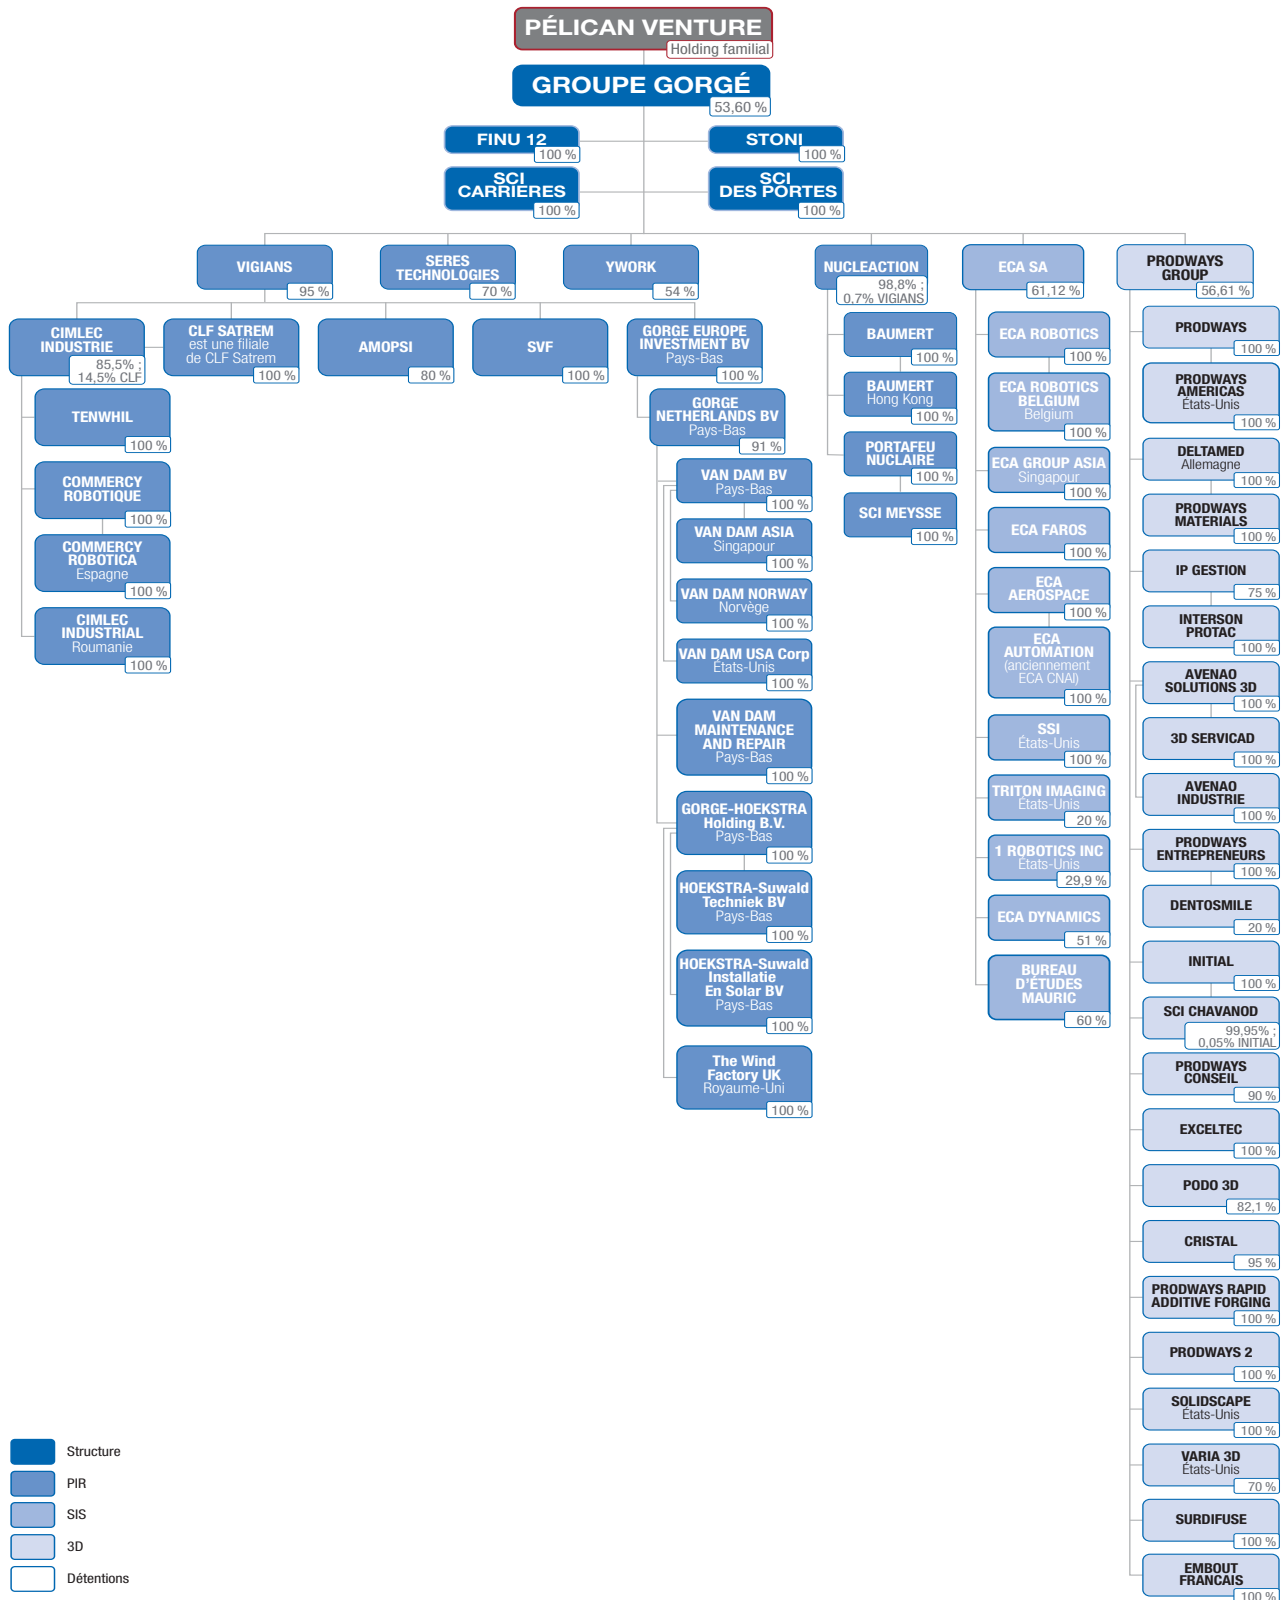 PÉLICAN VENTURE
Holding familial
GROUPE GORGÉ
53,60 %
FINU 12
100 %
STONI
100 %
SCI
CARRIÈRES
100 %
SCI
DES PORTES
100 %
VIGIANS
95 %
SERES
TECHNOLOGIES
70 %
YWORK
54 %
NUCLEACTION
98,8% ;
0,7% VIGIANS
ECA SA
61,12 %
PRODWAYS
GROUP
56,61 %
CIMLEC
INDUSTRIE
85,5% ;
14,5% CLF
CLF SATREM
est une filiale
de CLF Satrem
100 %
AMOPSI
80 %
SVF
100 %
GORGE EUROPE
INVESTMENT BV
Pays-Bas
100 %
TENWHIL
100 %
COMMERCY
ROBOTIQUE
100 %
COMMERCY
ROBOTICA
Espagne
100 %
CIMLEC
INDUSTRIAL
Roumanie
100 %
GORGE
NETHERLANDS BV
Pays-Bas
91 %
VAN DAM BV
Pays-Bas
100 %
VAN DAM ASIA
Singapour
100 %
VAN DAM NORWAY
Norvège
100 %
VAN DAM USA Corp
États-Unis
100 %
VAN DAM
MAINTENANCE
AND REPAIR
Pays-Bas
100 %
GORGE-HOEKSTRA
Holding B.V.
Pays-Bas
100 %
HOEKSTRA-Suwald
Techniek BV
Pays-Bas
100 %
HOEKSTRA-Suwald
Installatie
En Solar BV
Pays-Bas
100 %
The Wind
Factory UK
Royaume-Uni
100 %
BAUMERT
100 %
BAUMERT
Hong Kong
100 %
PORTAFEU
NUCLAIRE
100 %
SCI MEYSSE
100 %
ECA ROBOTICS
100 %
ECA ROBOTICS
BELGIUM
Belgium
100 %
ECA GROUP ASIA
Singapour
100 %
ECA FAROS
100 %
ECA
AEROSPACE
100 %
ECA
AUTOMATION
(anciennement
ECA CNAI)
100 %
SSI
États-Unis
100 %
TRITON IMAGING
États-Unis
20 %
1 ROBOTICS INC
États-Unis
29,9 %
ECA DYNAMICS
51 %
BUREAU
D'ÉTUDES
MAURIC
60 %
PRODWAYS
100 %
PRODWAYS
AMERICAS
États-Unis
100 %
DELTAMED
Allemagne
100 %
PRODWAYS
MATERIALS
100 %
IP GESTION
75 %
INTERSON
PROTAC
100 %
AVENAO
SOLUTIONS 3D
100 %
3D SERVICAD
100 %
AVENAO
INDUSTRIE
100 %
PRODWAYS
ENTREPRENEURS
100 %
DENTOSMILE
20 %
INITIAL
100 %
SCI CHAVANOD
99,95% ;
0,05% INITIAL
PRODWAYS
CONSEIL
90 %
EXCELTEC
100 %
PODO 3D
82,1 %
CRISTAL
95 %
PRODWAYS RAPID
ADDITIVE FORGING
100 %
PRODWAYS 2
100 %
SOLIDSCAPE
États-Unis
100 %
VARIA 3D
États-Unis
70 %
SURDIFUSE
100 %
EMBOUT
FRANCAIS
100 %
Structure
PIR
SIS
3D
Détentions